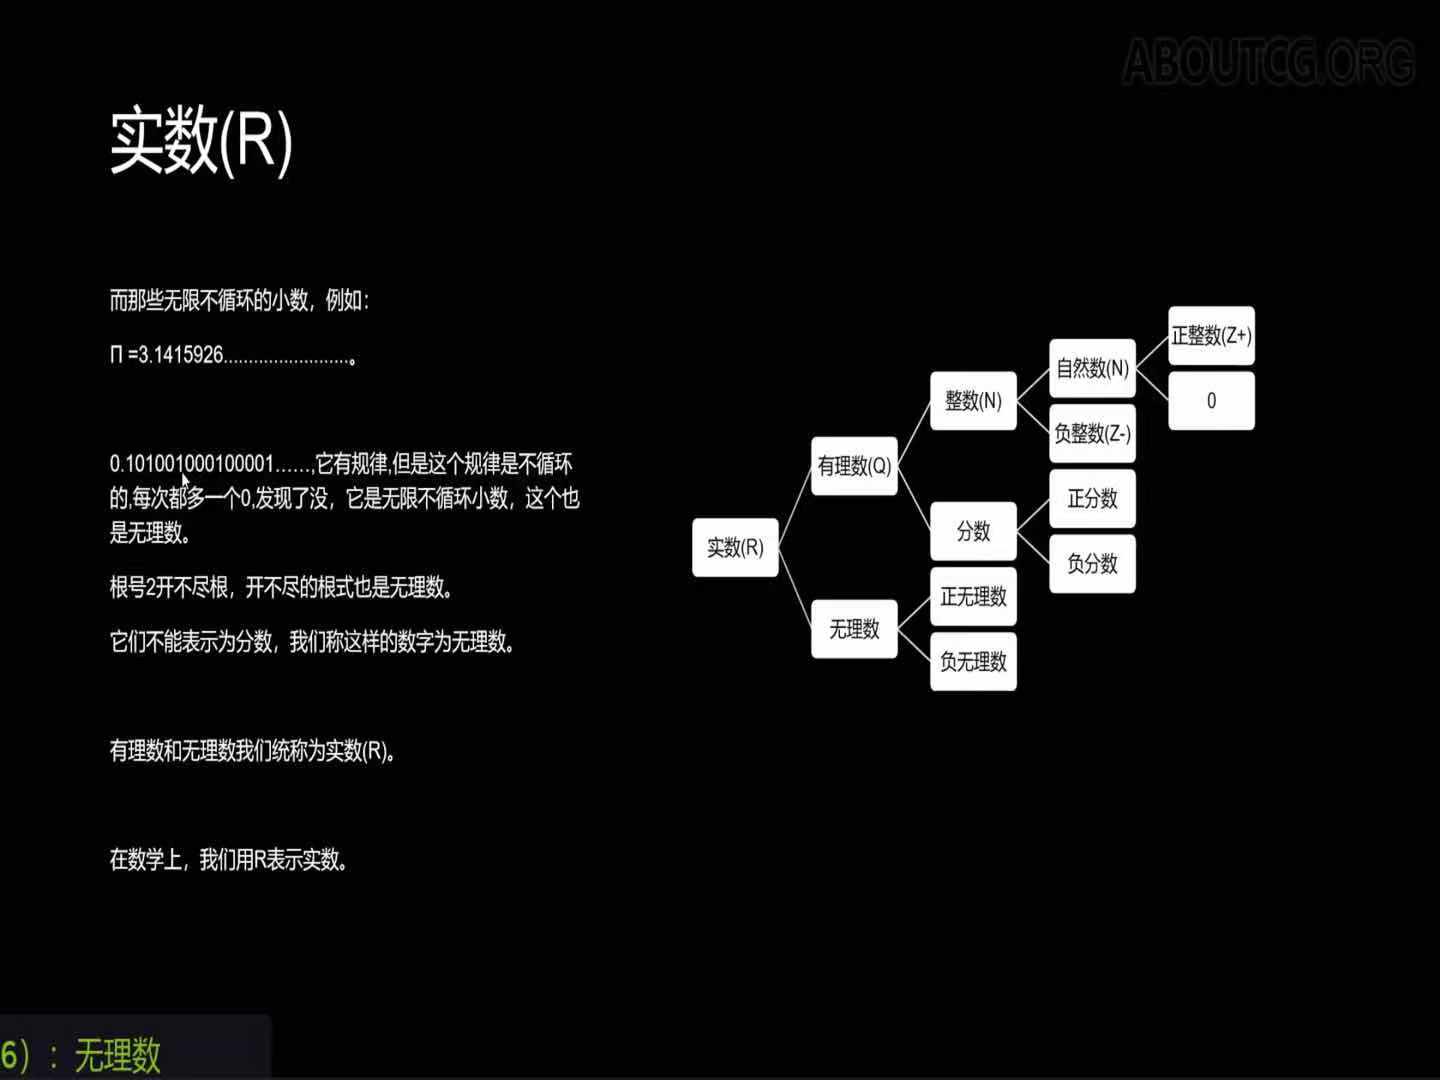 ABOUTCG.ORG
实数(R)
而那些无限不循环的小数，例如：
Π =3.1415926.........................。
0.101001000100001……,它有规律,但是这个规律是不循环
的,每次都多一个0,发现了没，它是无限不循环小数，这个也
是无理数。
根号2开不尽根，开不尽的根式也是无理数。
它们不能表示为分数，我们称这样的数字为无理数。
有理数和无理数我们统称为实数(R)。
在数学上，我们用R表示实数。
正整数(Z+)
自然数(N)
整数(N)
0
负整数(Z-)
有理数(Q)
正分数
分数
实数(R)
负分数
正无理数
无理数
负无理数
6）：无理数